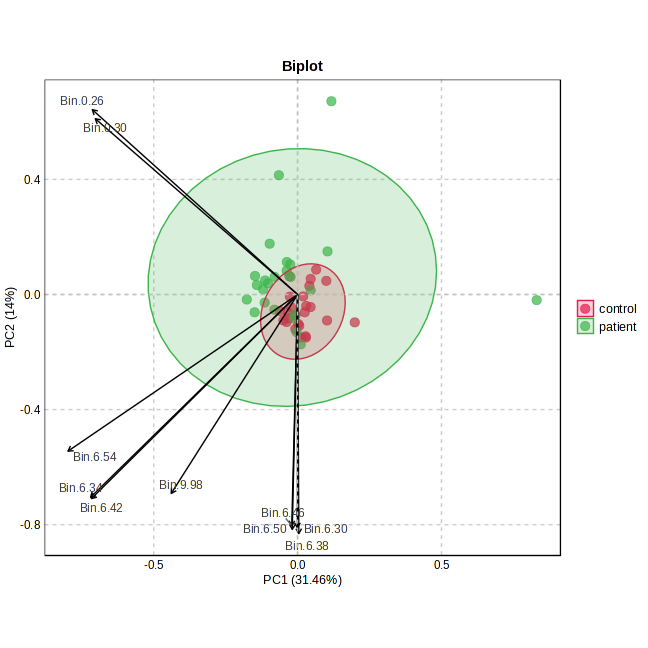 Biplot
Bin.0.26
Bin.0.30
0.4
0.0
-0.4
-0.8
PC2 (14%)
control
patient
Bin.6.54
Bin.6.34
Bin.9.98
Bin.6.42
Bin.6.46
Bin.6.50
Bin.6.30
Bin.6.38
-0.5
0.0
0.5
PC1 (31.46%)